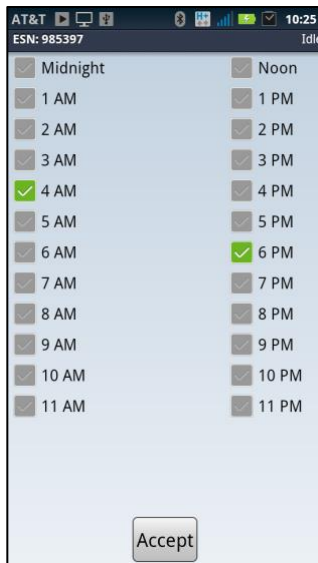 AT&T 10:25
ESN: 985397 Idle
Midnight Noon
1 AM 1 PM
2 AM 2 PM
3 AM 3 PM
4 AM 4 PM
5 AM 5 PM
6 AM 6 PM
7 AM 7 PM
8 AM 8 PM
9 AM 9 PM
10 AM 10 PM
11 AM 11 PM
Accept